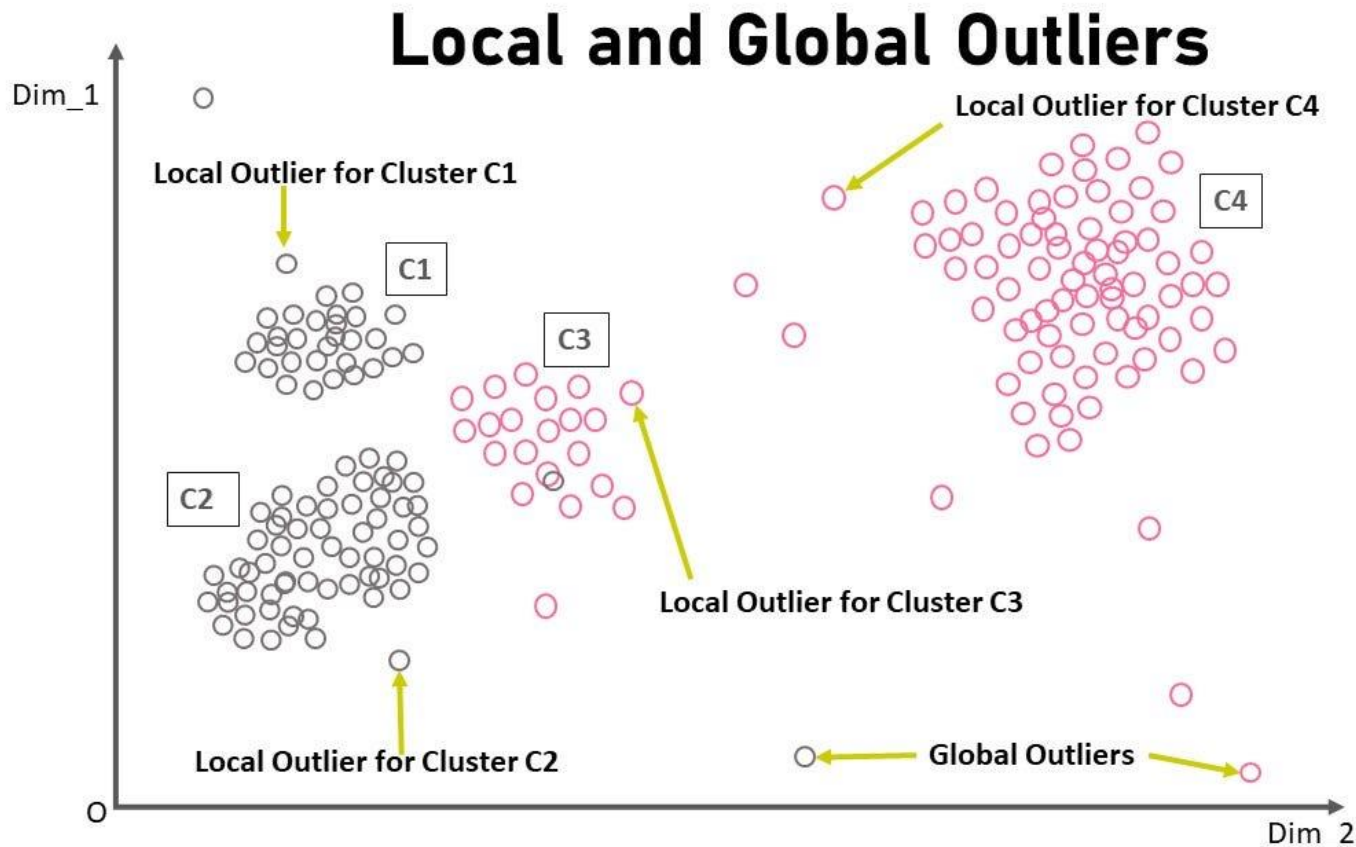 Local and Global Outliers
Dim_1
Local Outlier for Cluster C4
Local Outlier for Cluster C1
C4
C1
C3
C2
Local Outlier for Cluster C3
Local Outlier for Cluster C2
Global Outliers
O
Dim_2